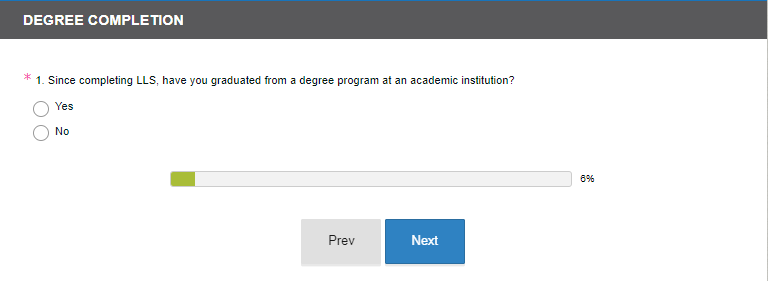 DEGREE COMPLETION
* 1. Since completing LLS, have you graduated from a degree program at an academic institution?
Yes
No
6%
Prev Next